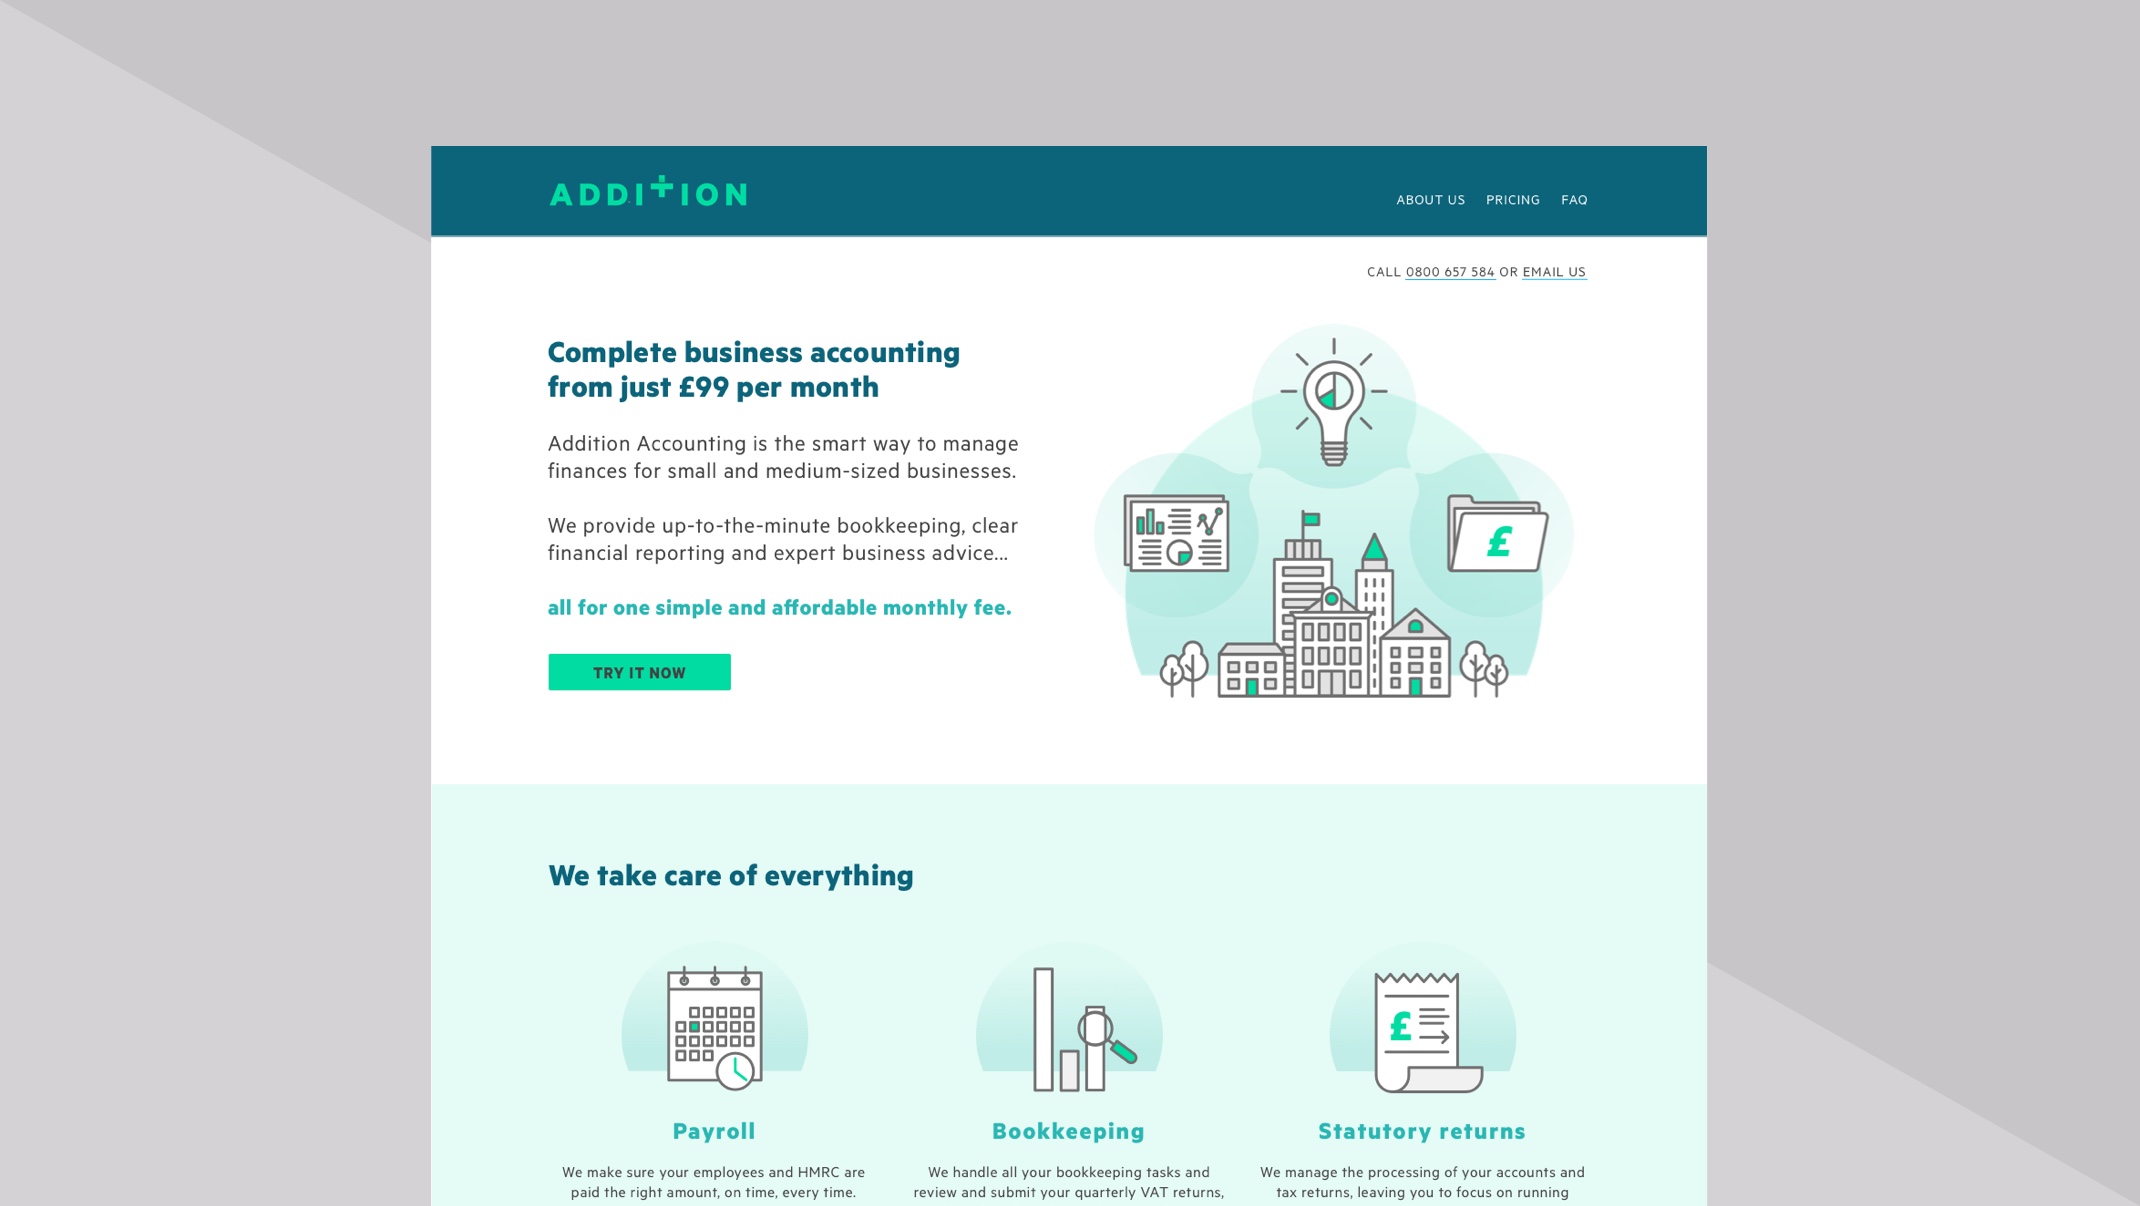 ADDITION
ABOUT US PRICING FAQ
CALL 0800 657 584 OR EMAIL US
Complete business accounting
from just £99 per month
Addition Accounting is the smart way to manage
finances for small and medium-sized businesses.
We provide up-to-the-minute bookkeeping, clear
financial reporting and expert business advice...
all for one simple and affordable monthly fee.
TRY IT NOW
£
We take care of everything
£
Payroll
We make sure your employees and HMRC are
paid the right amount, on time, every time.
Bookkeeping
We handle all your bookkeeping tasks and
review and submit your quarterly VAT returns,
Statutory returns
We manage the processing of your accounts and
tax returns, leaving you to focus on running